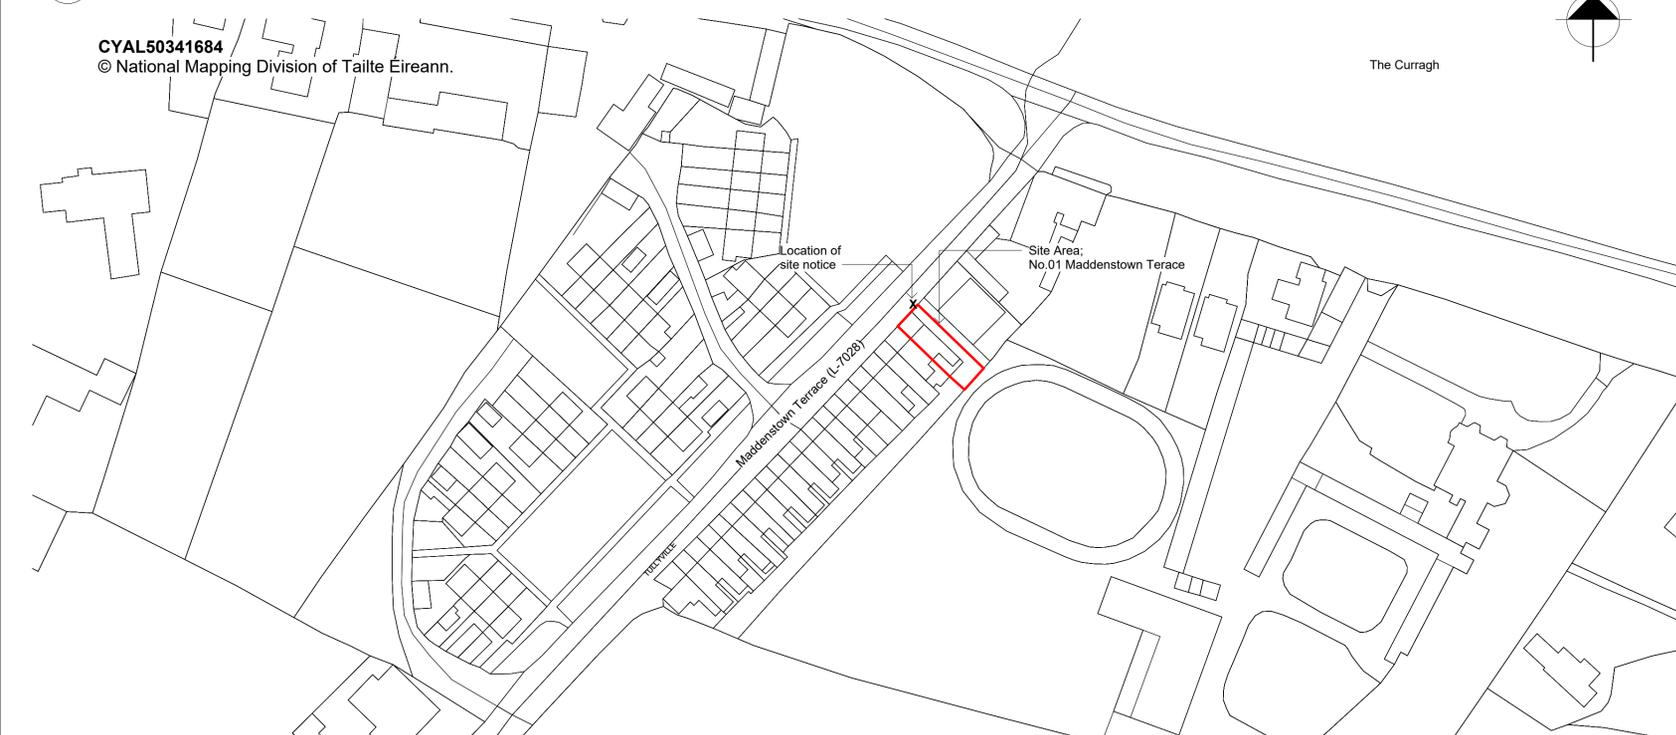 CYAL50341684
© National Mapping Division of Tailte Éireann.
The Curragh
Location of
site notice
Site Area;
No.01 Maddenstown Terace
x
Maddenstown Terrace (L-7028)
TULLYVILLE